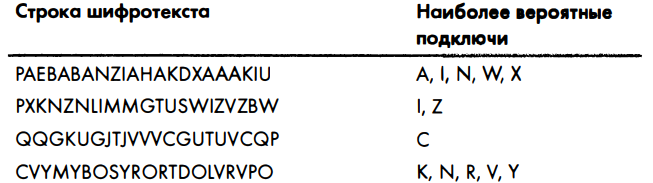 Строка шифротекста Наиболее вероятные
подключи
PAEBABANZIAHAKDXAAAKIU A, I, N, W, X
PXKNZNLIMMGTUSWIZVZBW I, Z
QQGKUGJTJVVVCGUTUVCQP C
CVYMYBOSYRORTDOLVRVPO K, N, R, V, Y